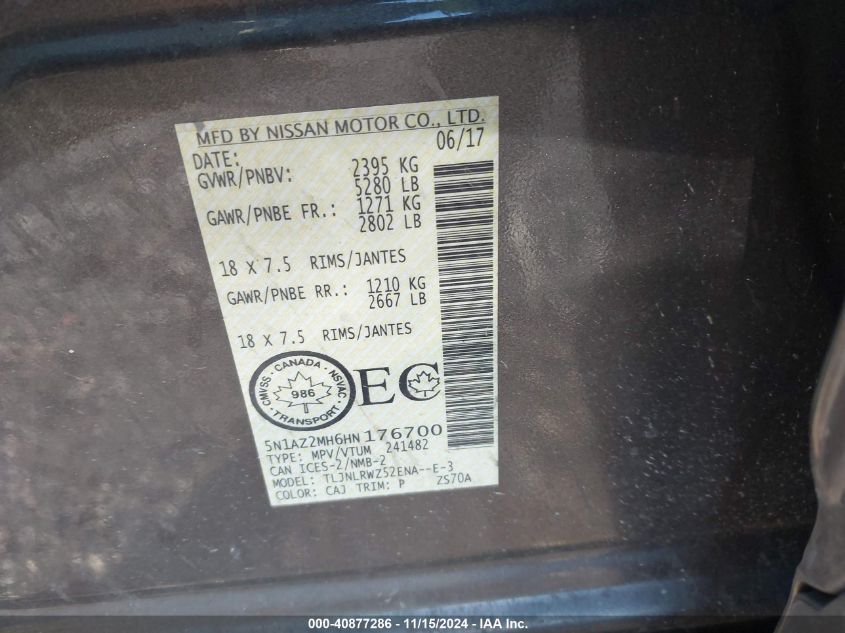 MFD BY NISSAN MOTOR CO., LTD.
DATE: 06/17
GVWR/PNBV: 2395 KG
5280 LB
GAWR/PNBE FR.: 1271 KG
2802 LB
18 X 7.5 RIMS/JANTES
GAWR/PNBE RR.: 1210 KG
2667 LB
18 X 7.5 RIMS/JANTES
CMVSS · CANADA · NSVAC
986
TRANSPORT
EC
5N1AZ2MH6HN176700
TYPE: MPV/VTUM 241482
CAN ICES-2/NMB-2
MODEL: TLJNLRWZ52ENA--E-3
COLOR: CAJ TRIM: P ZS70A
000-40877286 - 11/15/2024 - IAA Inc.